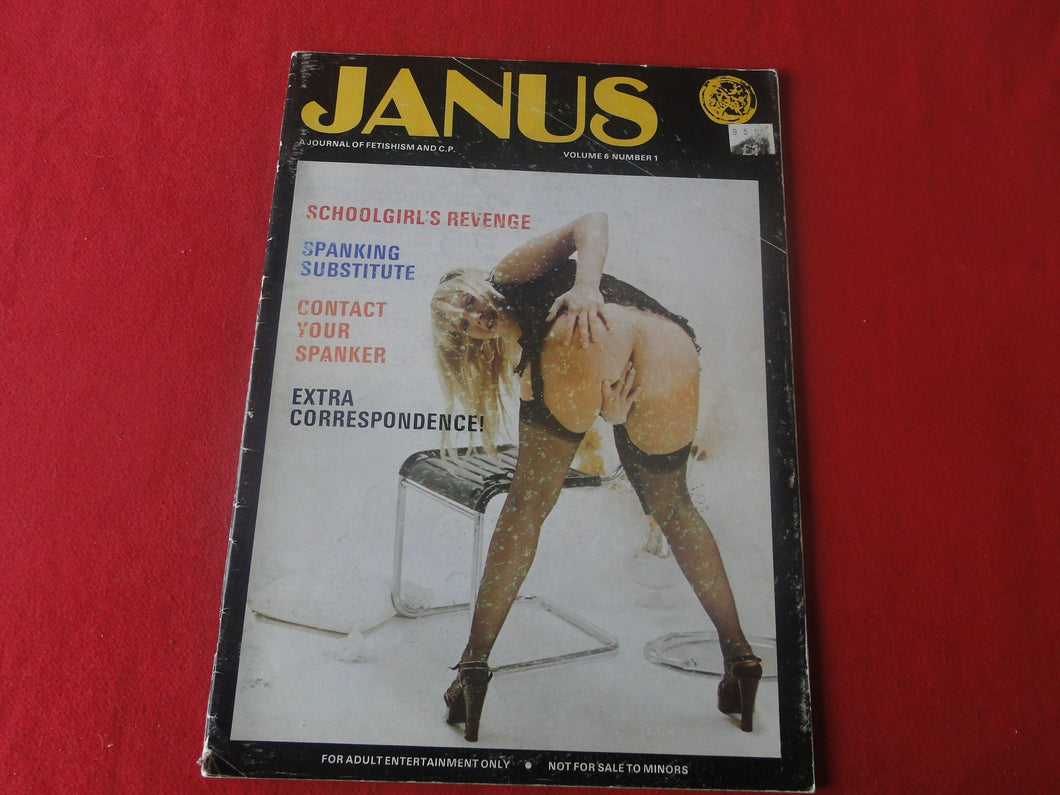 JANUS
A JOURNAL OF FETISHISM AND C.P.
VOLUME 6 NUMBER 1
SCHOOLGIRL'S REVENGE
SPANKING
SUBSTITUTE
CONTACT
YOUR
SPANKER
EXTRA
CORRESPONDENCE!
FOR ADULT ENTERTAINMENT ONLY ● NOT FOR SALE TO MINORS